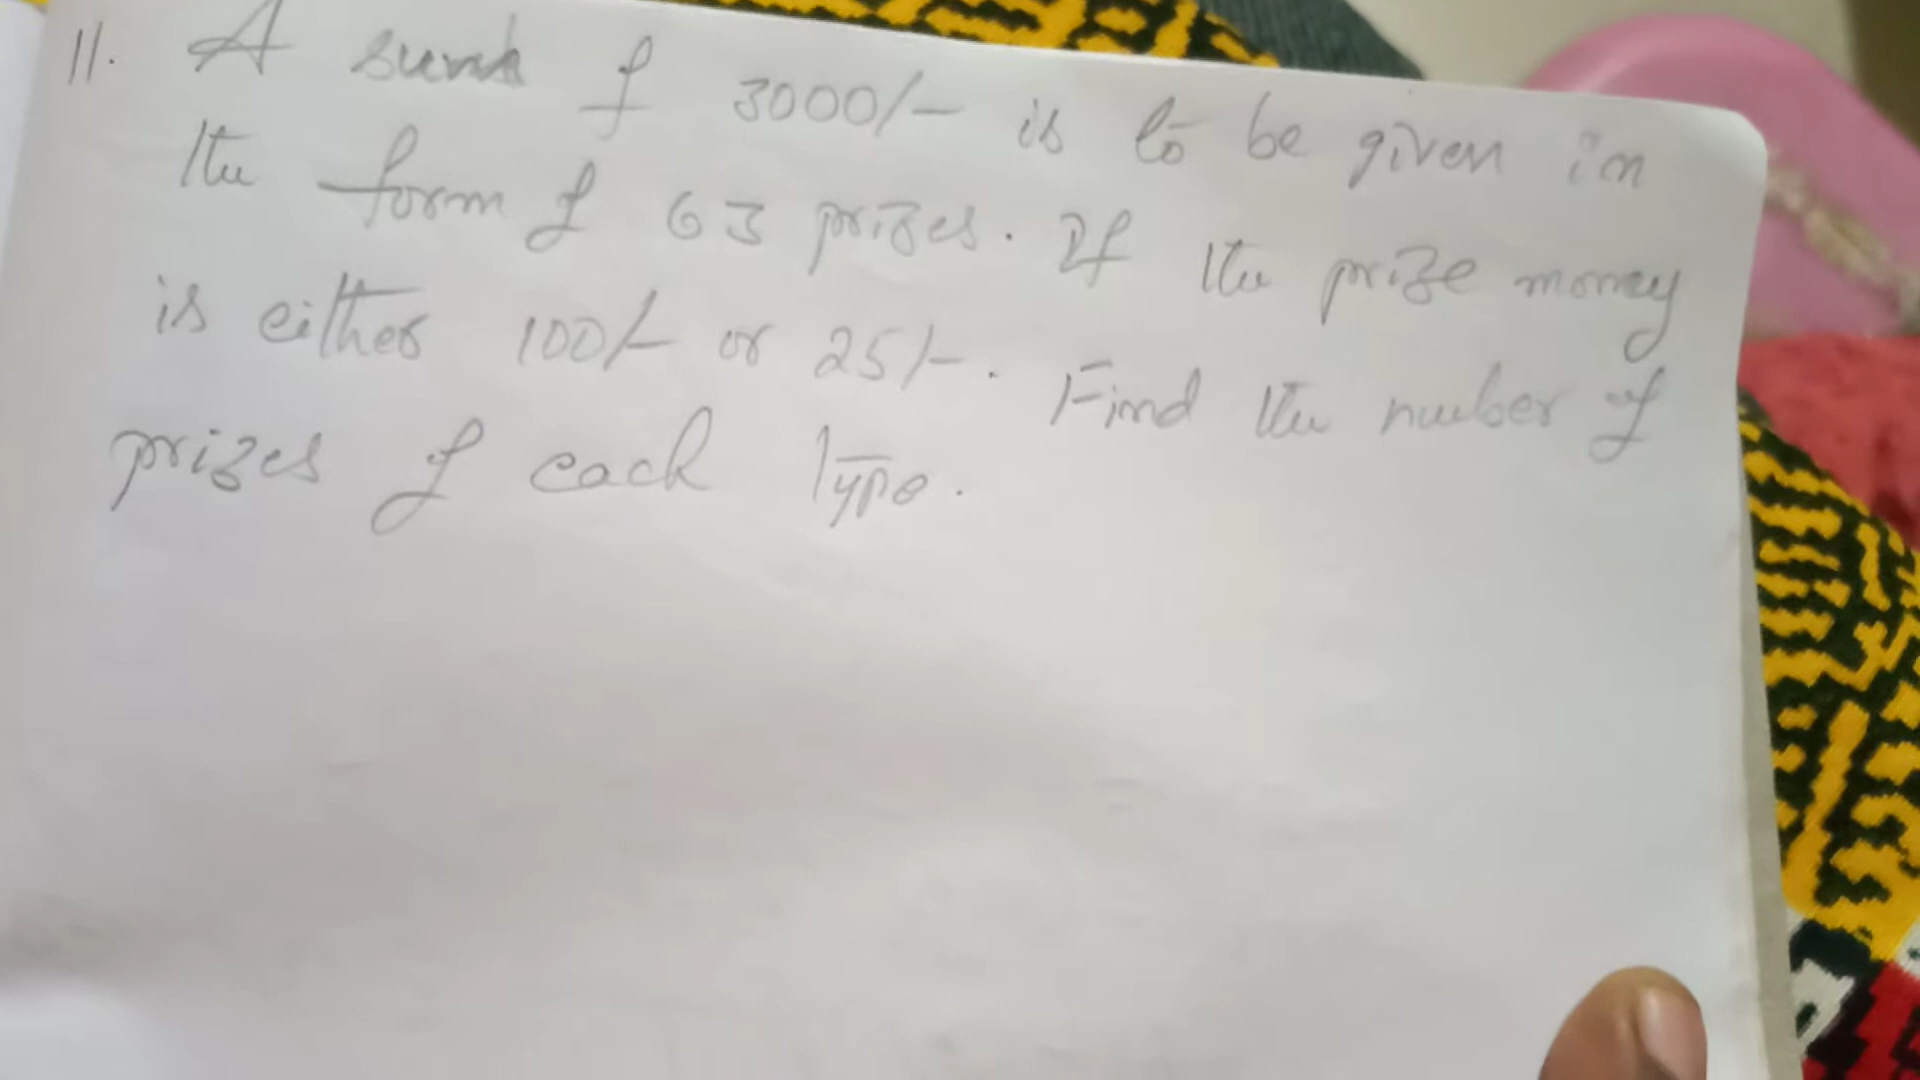 11. A sum of 3000/- is to be given in
the form of 63 prizes. If the prize money
is either 100/- or 25/-. Find the number of
prizes of each type.